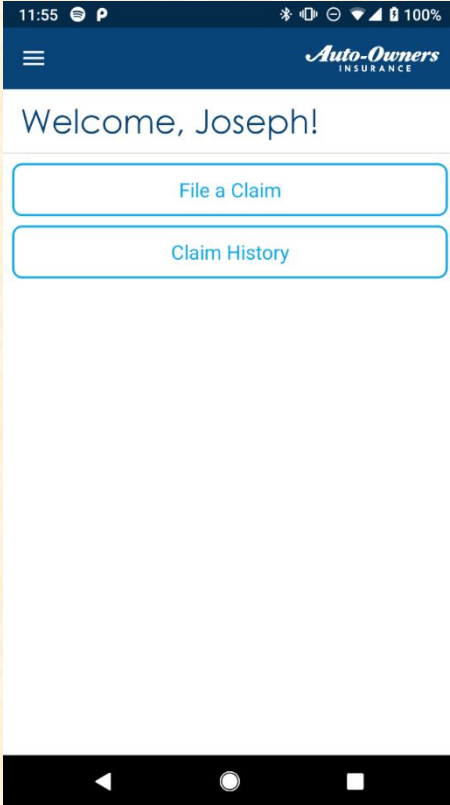 11:55
100%
Auto-Owners
INSURANCE
Welcome, Joseph!
File a Claim
Claim History